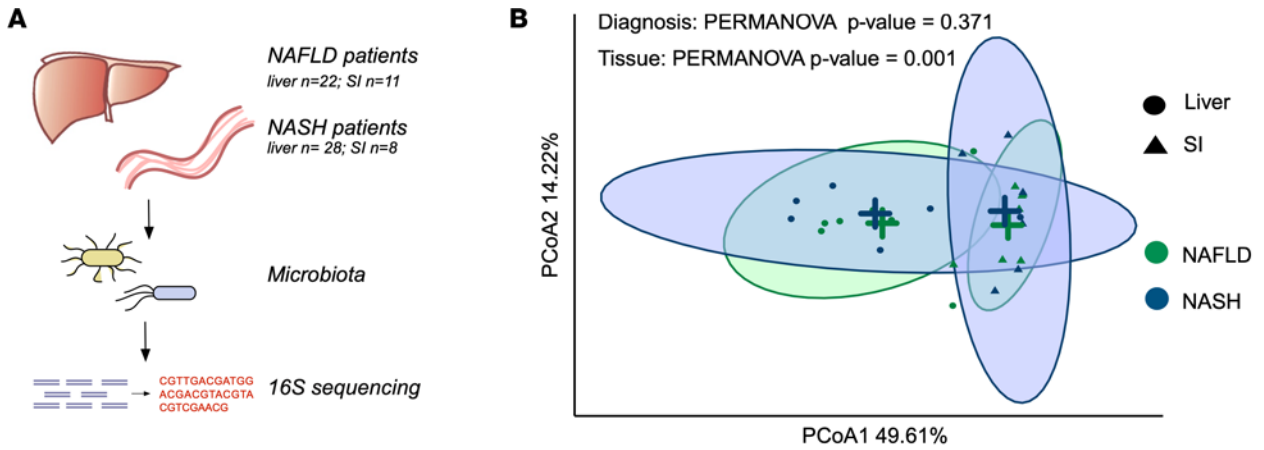 A
NAFLD patients
liver n=22; SI n=11
NASH patients
liver n= 28; SI n=8
Microbiota
16S sequencing
CGTTGACGATGG
ACGACGTACGTA
CGTCGAACG
B
Diagnosis: PERMANOVA p-value = 0.371
Tissue: PERMANOVA p-value = 0.001
PCoA2 14.22%
PCoA1 49.61%
Liver
SI
NAFLD
NASH